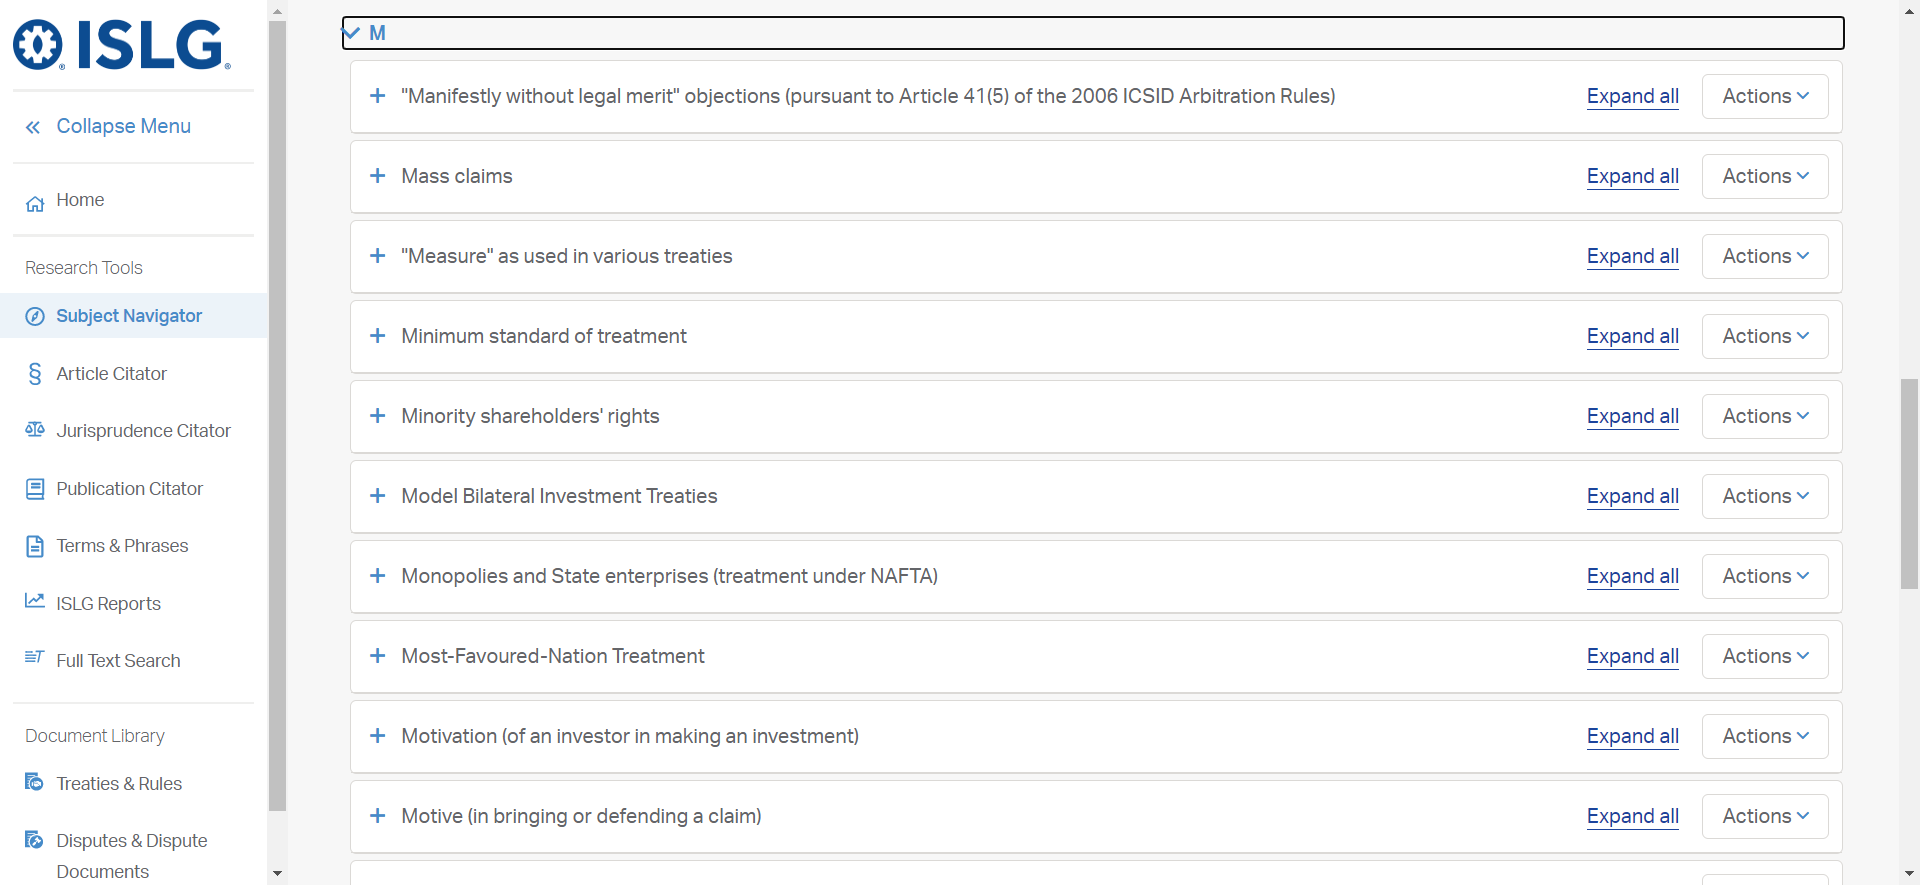 ISLG
Collapse Menu
Home
Research Tools
Subject Navigator
Article Citator
Jurisprudence Citator
Publication Citator
Terms & Phrases
ISLG Reports
Full Text Search
Document Library
Treaties & Rules
Disputes & Dispute
Documents
M
"Manifestly without legal merit" objections (pursuant to Article 41(5) of the 2006 ICSID Arbitration Rules) Expand all Actions
Mass claims Expand all Actions
"Measure" as used in various treaties Expand all Actions
Minimum standard of treatment Expand all Actions
Minority shareholders' rights Expand all Actions
Model Bilateral Investment Treaties Expand all Actions
Monopolies and State enterprises (treatment under NAFTA) Expand all Actions
Most-Favoured-Nation Treatment Expand all Actions
Motivation (of an investor in making an investment) Expand all Actions
Motive (in bringing or defending a claim) Expand all Actions